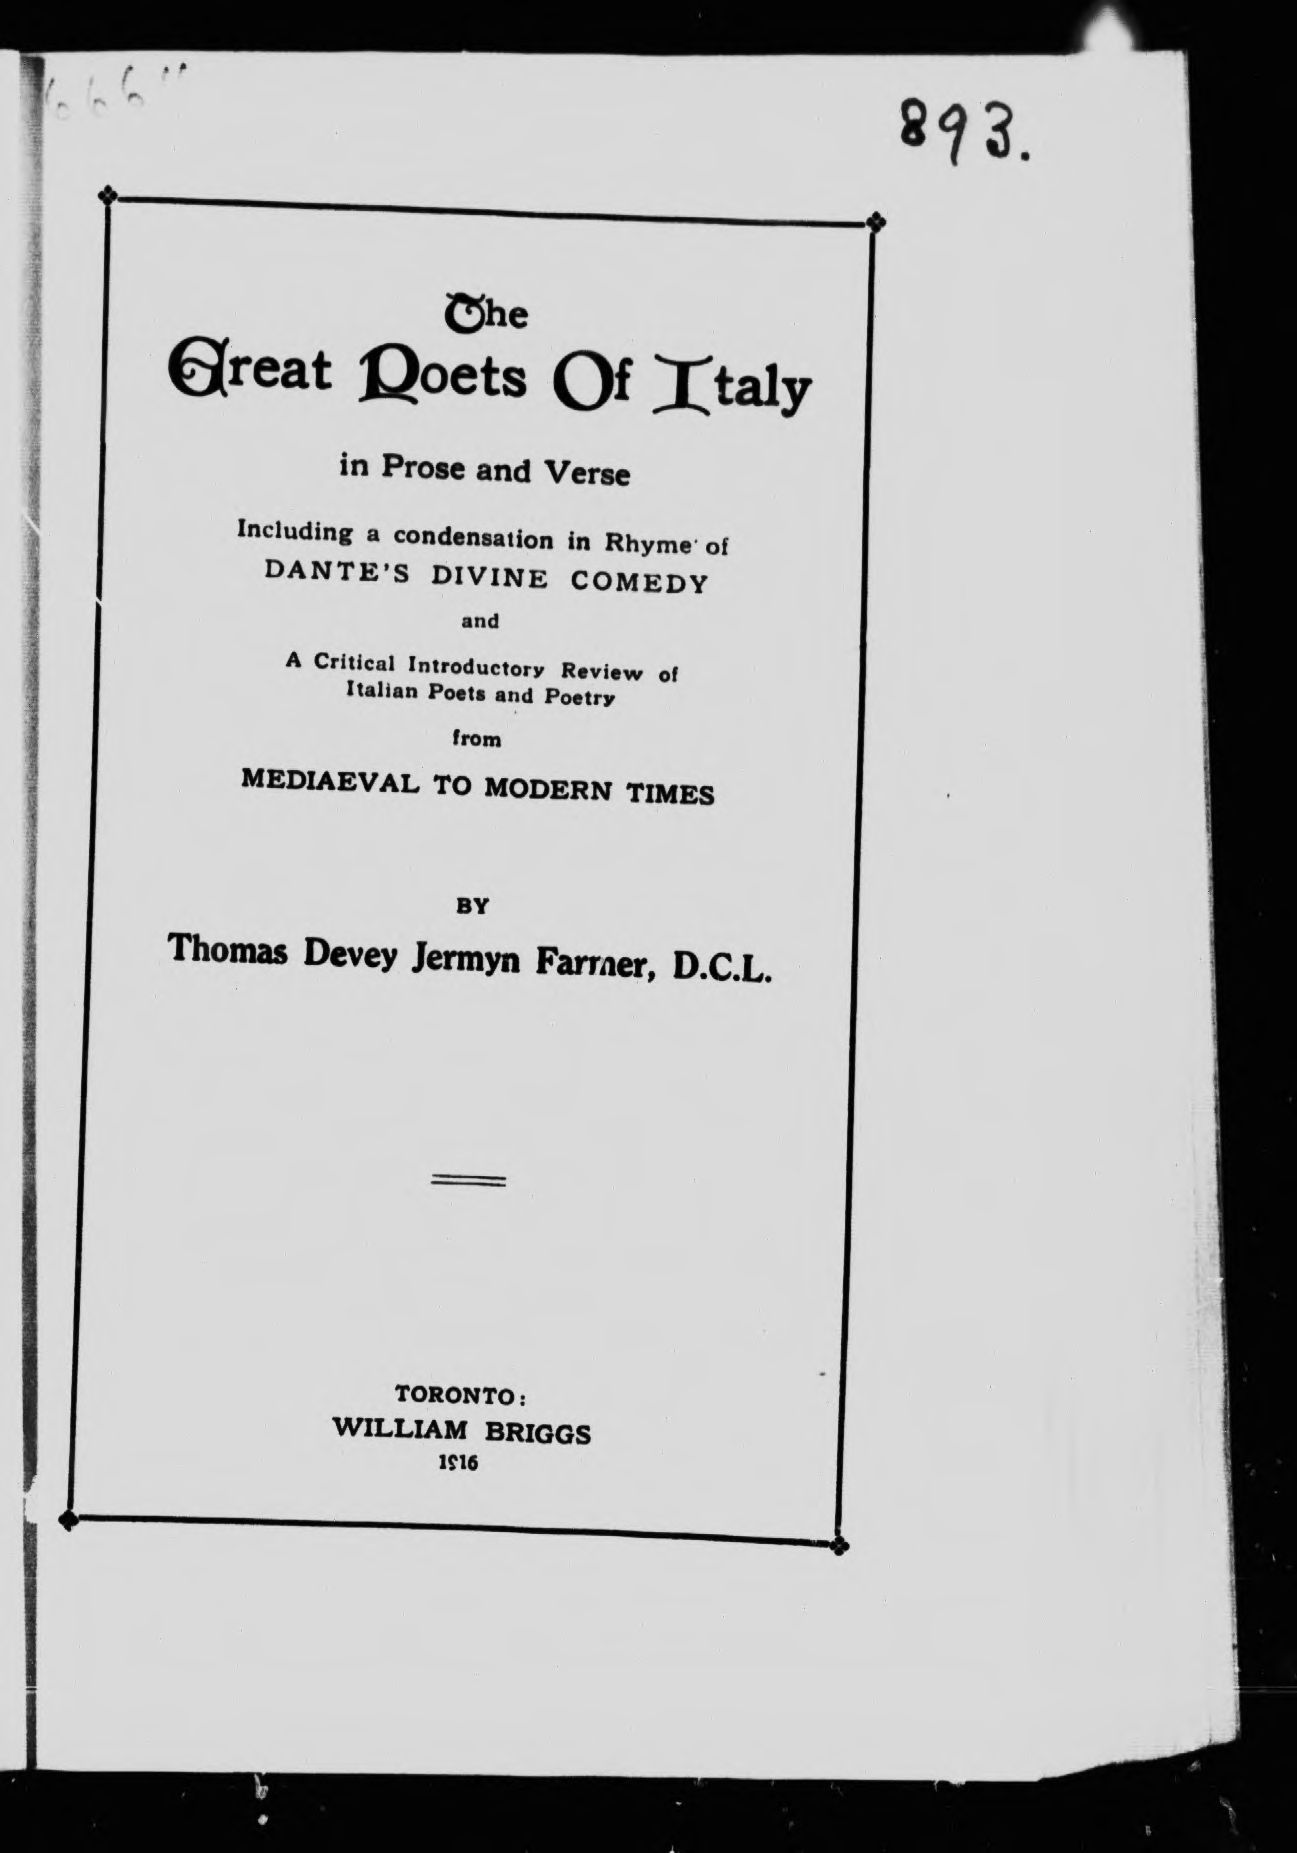 666"
893.
The
Great Poets Of Italy
in Prose and Verse
Including a condensation in Rhyme of
DANTE'S DIVINE COMEDY
and
A Critical Introductory Review of
Italian Poets and Poetry
from
MEDIAEVAL TO MODERN TIMES
BY
Thomas Devey Jermyn Farmer, D.C.L.
TORONTO:
WILLIAM BRIGGS
1916